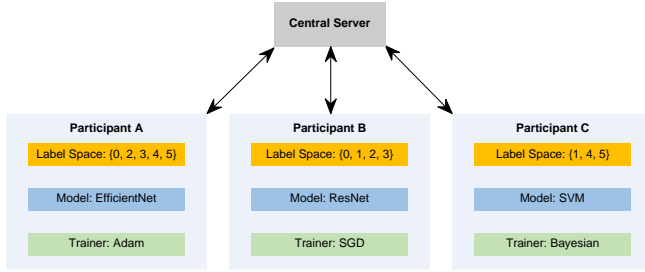 Central Server
Participant A
Label Space: {0, 2, 3, 4, 5}
Model: EfficientNet
Trainer: Adam
Participant B
Label Space: {0, 1, 2, 3}
Model: ResNet
Trainer: SGD
Participant C
Label Space: {1, 4, 5}
Model: SVM
Trainer: Bayesian